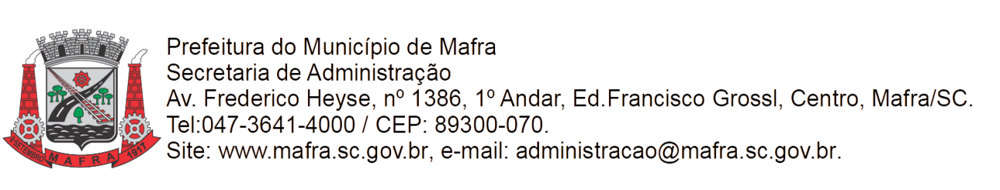 Prefeitura do Município de Mafra
Secretaria de Administração
Av. Frederico Heyse, nº 1386, 1º Andar, Ed.Francisco Grossl, Centro, Mafra/SC.
Tel:047-3641-4000 / CEP: 89300-070.
Site: www.mafra.sc.gov.br, e-mail: administracao@mafra.sc.gov.br.
8 SETEMBRO MAFRA 1917